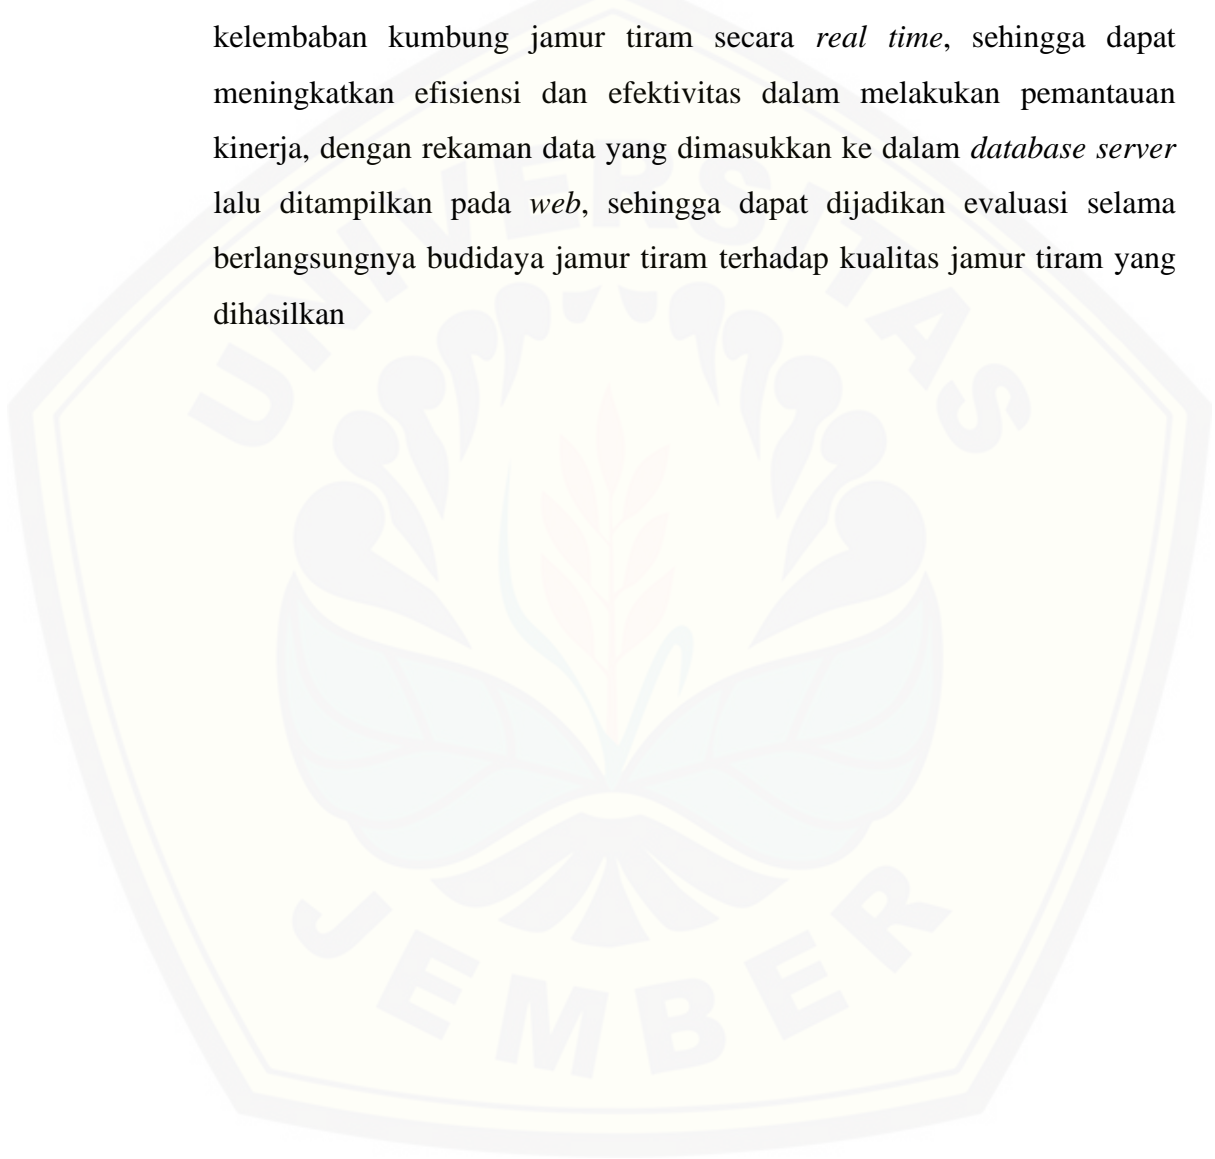 kelembaban kumbung jamur tiram secara real time, sehingga dapat
meningkatkan efisiensi dan efektivitas dalam melakukan pemantauan
kinerja, dengan rekaman data yang dimasukkan ke dalam database server
lalu ditampilkan pada web, sehingga dapat dijadikan evaluasi selama
berlangsungnya budidaya jamur tiram terhadap kualitas jamur tiram yang
dihasilkan
UNIVERSITAS
JEMBER